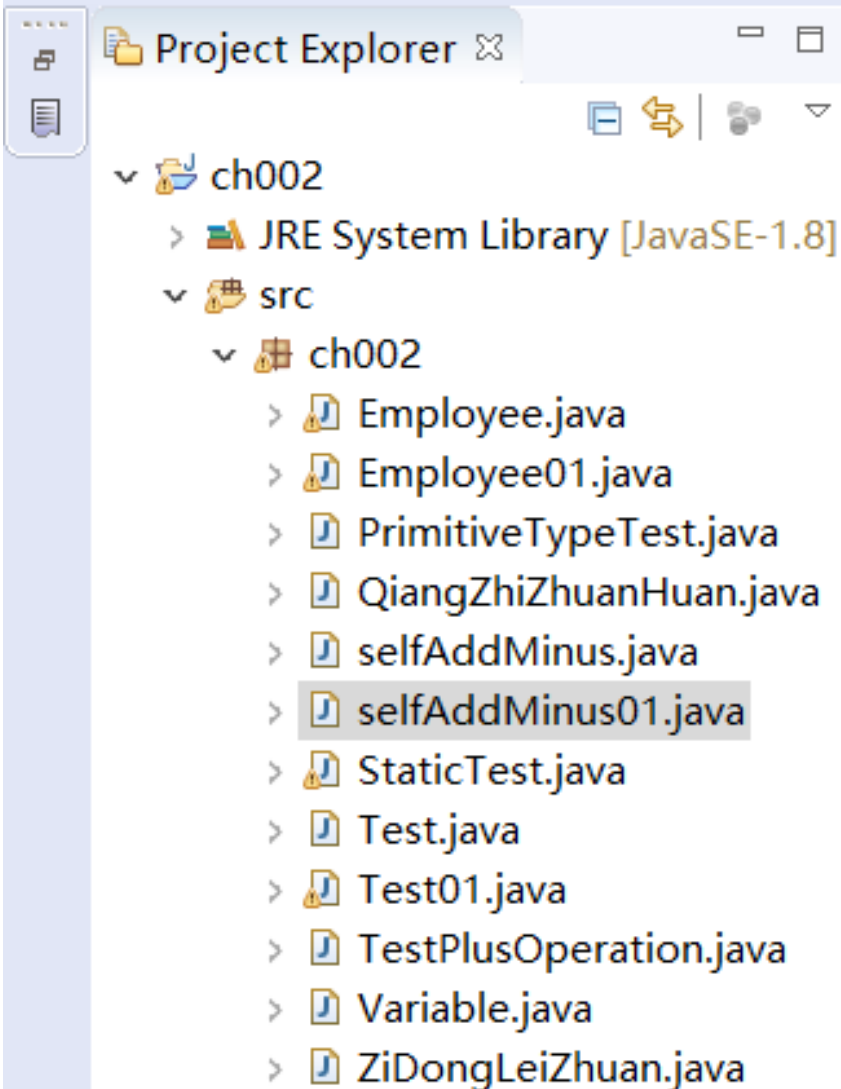 Project Explorer
ch002
JRE System Library [JavaSE-1.8]
src
ch002
Employee.java
Employee01.java
PrimitiveTypeTest.java
QiangZhiZhuanHuan.java
selfAddMinus.java
selfAddMinus01.java
StaticTest.java
Test.java
Test01.java
TestPlusOperation.java
Variable.java
ZiDongLeiZhuan.java